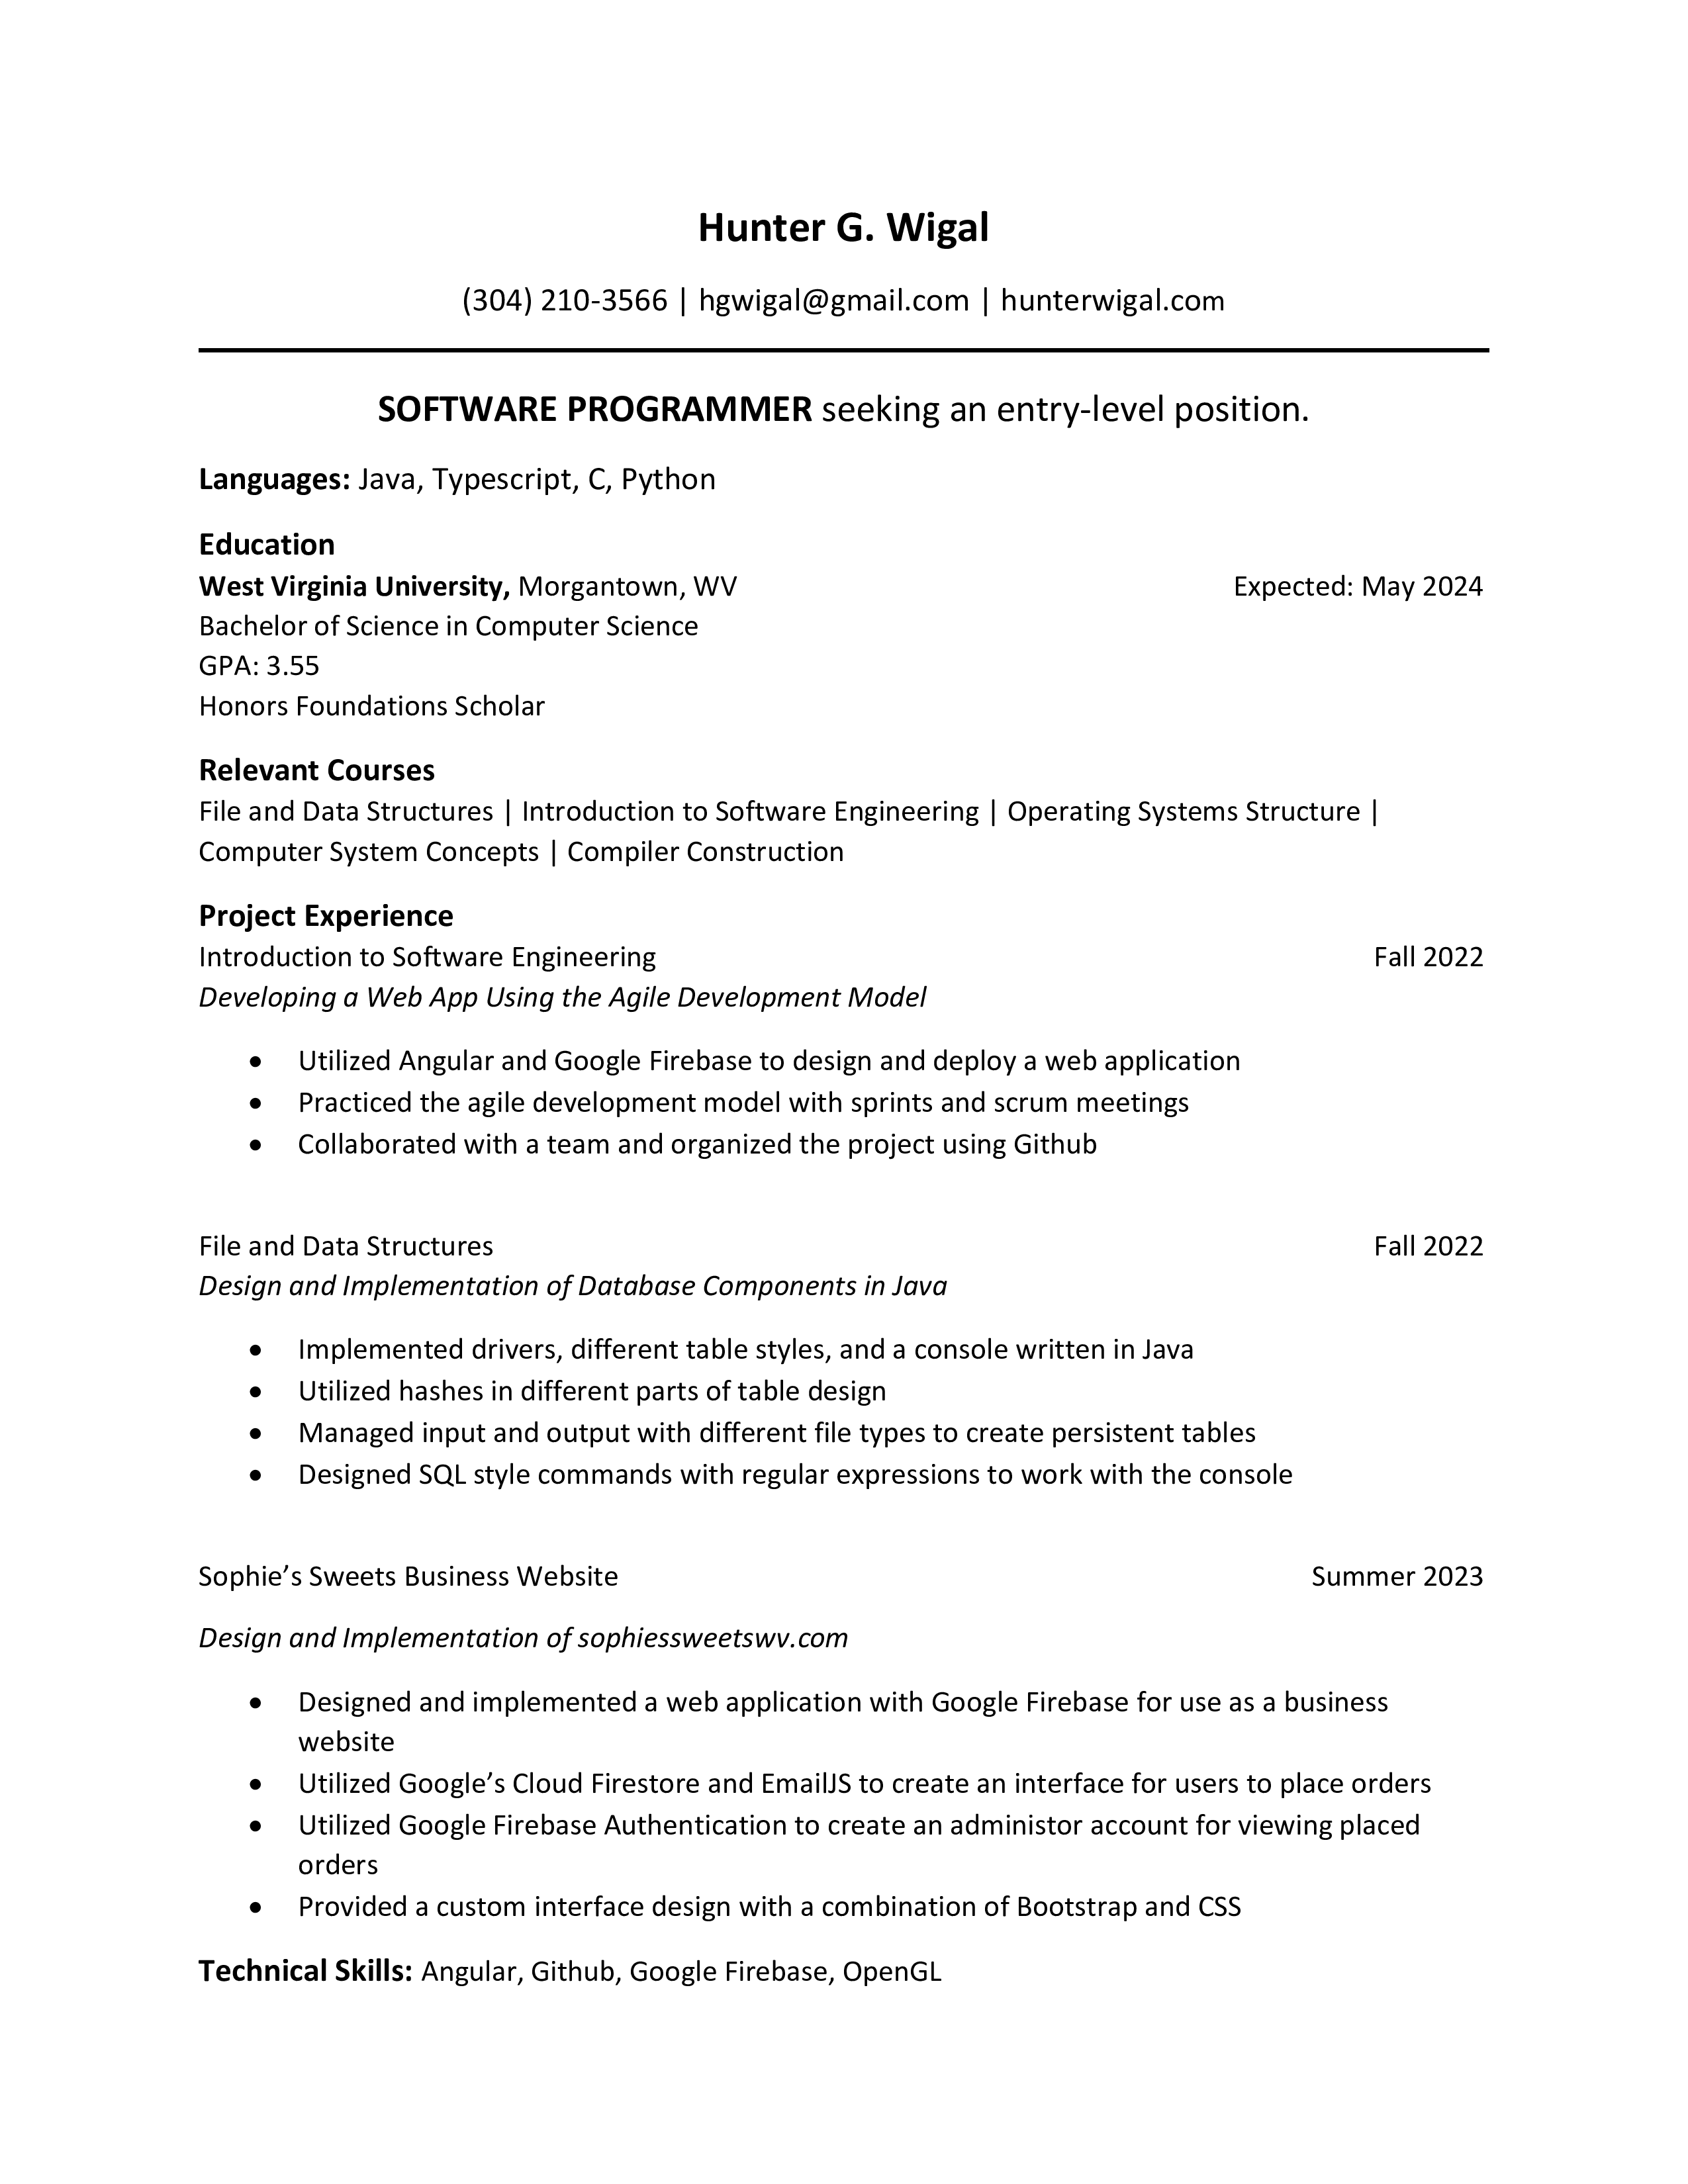 Hunter G. Wigal
(304) 210-3566 | hgwigal@gmail.com | hunterwigal.com
SOFTWARE PROGRAMMER seeking an entry-level position.
Languages: Java, Typescript, C, Python
Education
West Virginia University, Morgantown, WV Expected: May 2024
Bachelor of Science in Computer Science
GPA: 3.55
Honors Foundations Scholar
Relevant Courses
File and Data Structures | Introduction to Software Engineering | Operating Systems Structure |
Computer System Concepts | Compiler Construction
Project Experience
Introduction to Software Engineering Fall 2022
Developing a Web App Using the Agile Development Model
• Utilized Angular and Google Firebase to design and deploy a web application
• Practiced the agile development model with sprints and scrum meetings
• Collaborated with a team and organized the project using Github
File and Data Structures Fall 2022
Design and Implementation of Database Components in Java
• Implemented drivers, different table styles, and a console written in Java
• Utilized hashes in different parts of table design
• Managed input and output with different file types to create persistent tables
• Designed SQL style commands with regular expressions to work with the console
Sophie’s Sweets Business Website Summer 2023
Design and Implementation of sophiessweetswv.com
• Designed and implemented a web application with Google Firebase for use as a business
website
• Utilized Google’s Cloud Firestore and EmailJS to create an interface for users to place orders
• Utilized Google Firebase Authentication to create an administor account for viewing placed
orders
• Provided a custom interface design with a combination of Bootstrap and CSS
Technical Skills: Angular, Github, Google Firebase, OpenGL